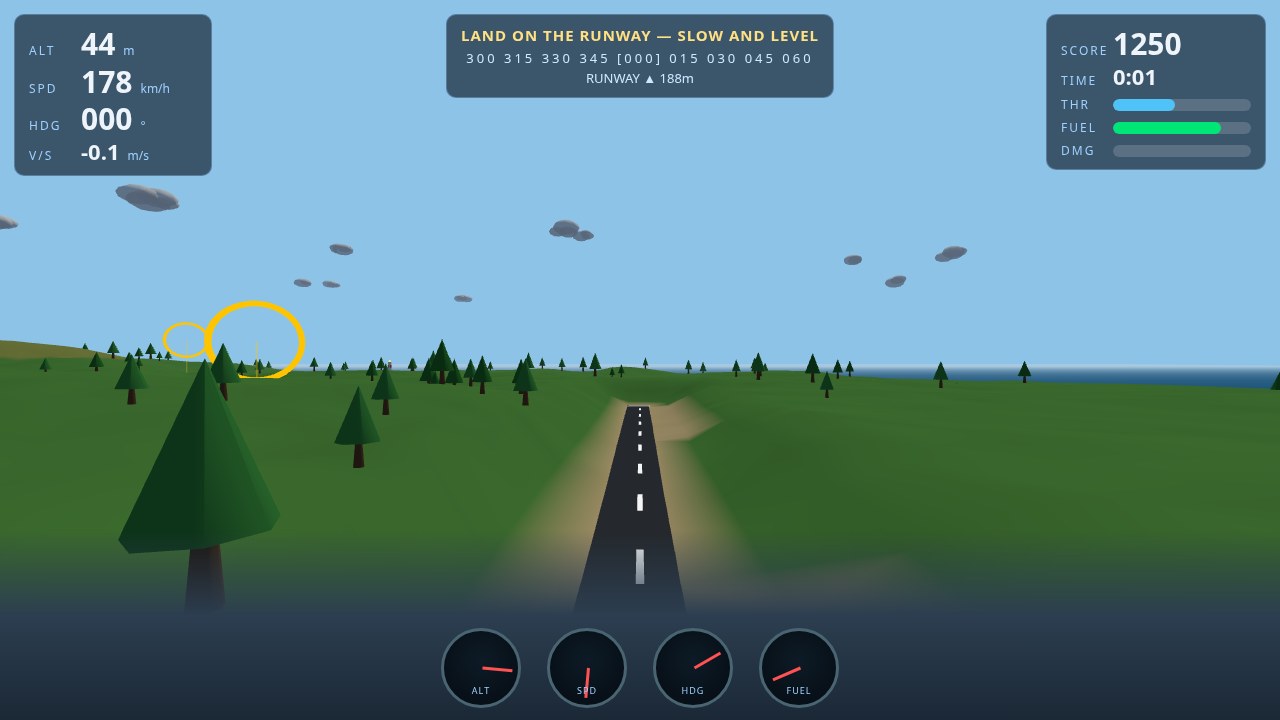 ALT 44 m
SPD 178 km/h
HDG 000 °
V/S -0.1 m/s
LAND ON THE RUNWAY — SLOW AND LEVEL
300 315 330 345 [000] 015 030 045 060
RUNWAY ▲ 188m
SCORE 1250
TIME 0:01
THR
FUEL
DMG
ALT SPD HDG FUEL